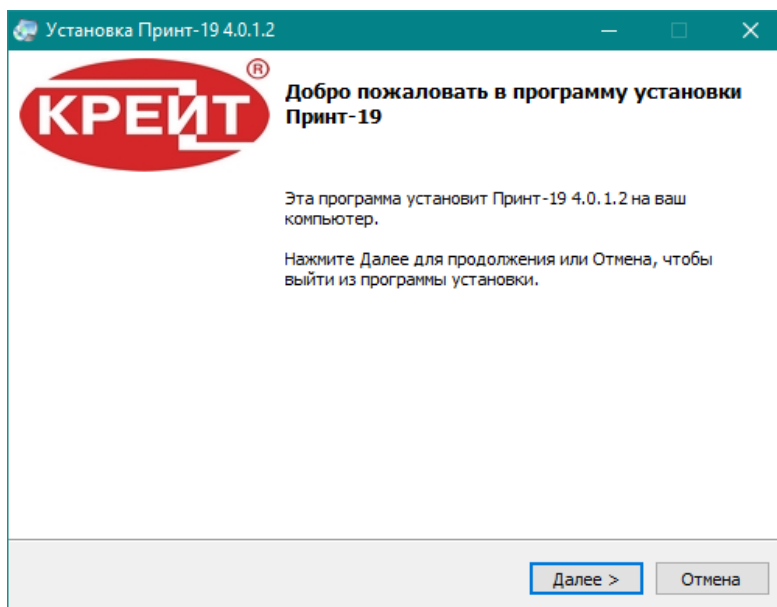 Установка Принт-19 4.0.1.2
КРЕЙТ®
Добро пожаловать в программу установки
Принт-19
Эта программа установит Принт-19 4.0.1.2 на ваш
компьютер.
Нажмите Далее для продолжения или Отмена, чтобы
выйти из программы установки.
Далее >
Отмена